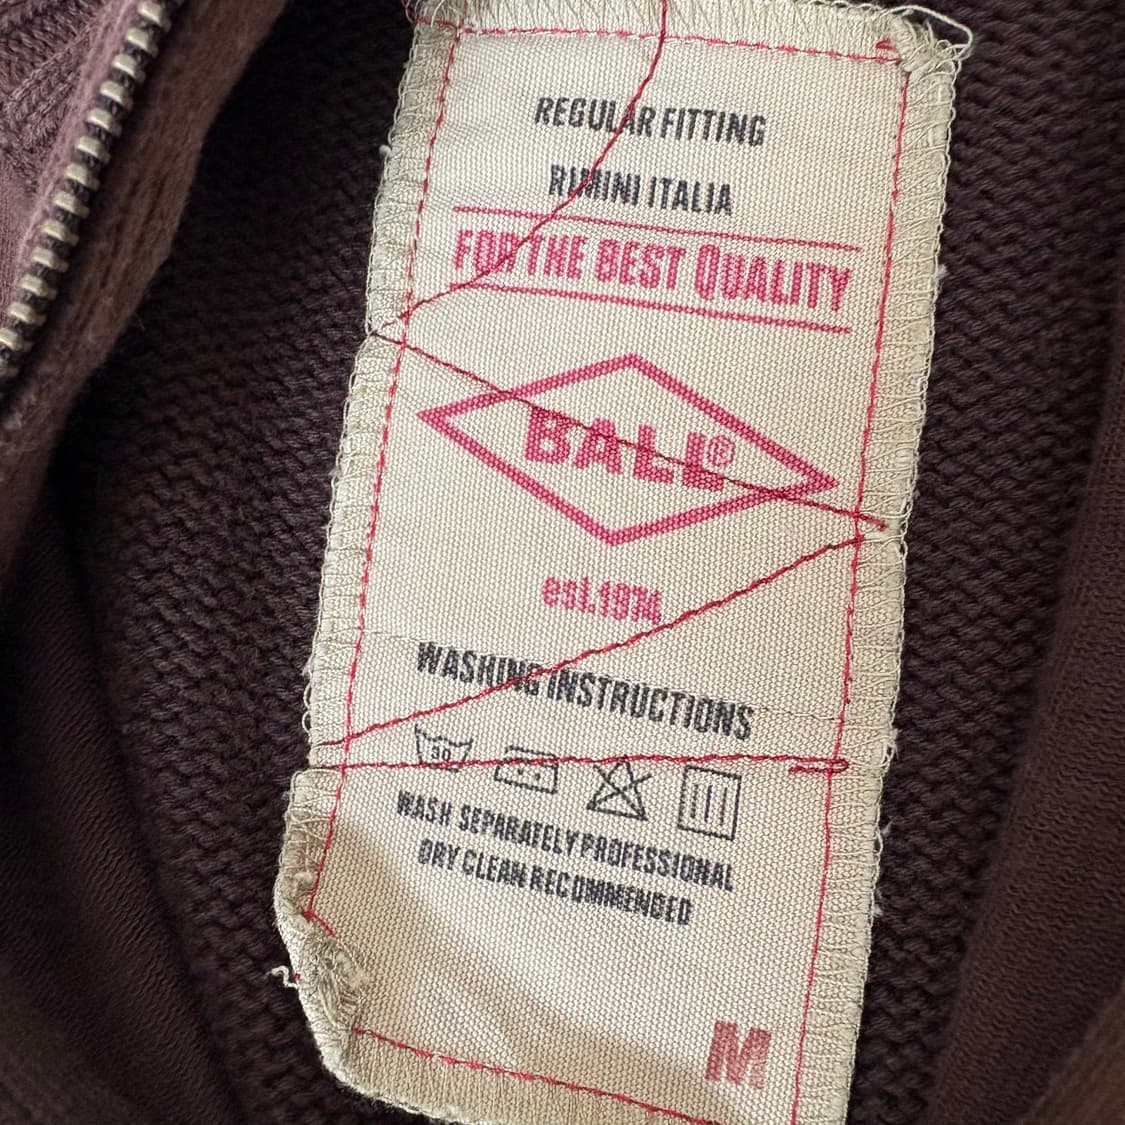 REGULAR FITTING
RIMINI ITALIA
FOR THE BEST QUALITY
BALL®
est.1974
WASHING INSTRUCTIONS
30
WASH SEPARATELY PROFESSIONAL
DRY CLEAN RECOMMENDED
M